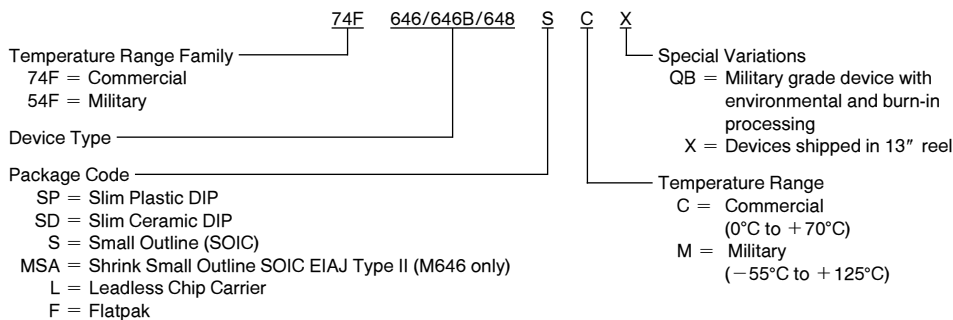 74F 646/646B/648 S C X
Temperature Range Family
74F = Commercial
54F = Military
Device Type
Package Code
SP = Slim Plastic DIP
SD = Slim Ceramic DIP
S = Small Outline (SOIC)
MSA = Shrink Small Outline SOIC EIAJ Type II (M646 only)
L = Leadless Chip Carrier
F = Flatpak
Special Variations
QB = Military grade device with
environmental and burn-in
processing
X = Devices shipped in 13″ reel
Temperature Range
C = Commercial
(0°C to +70°C)
M = Military
(−55°C to +125°C)